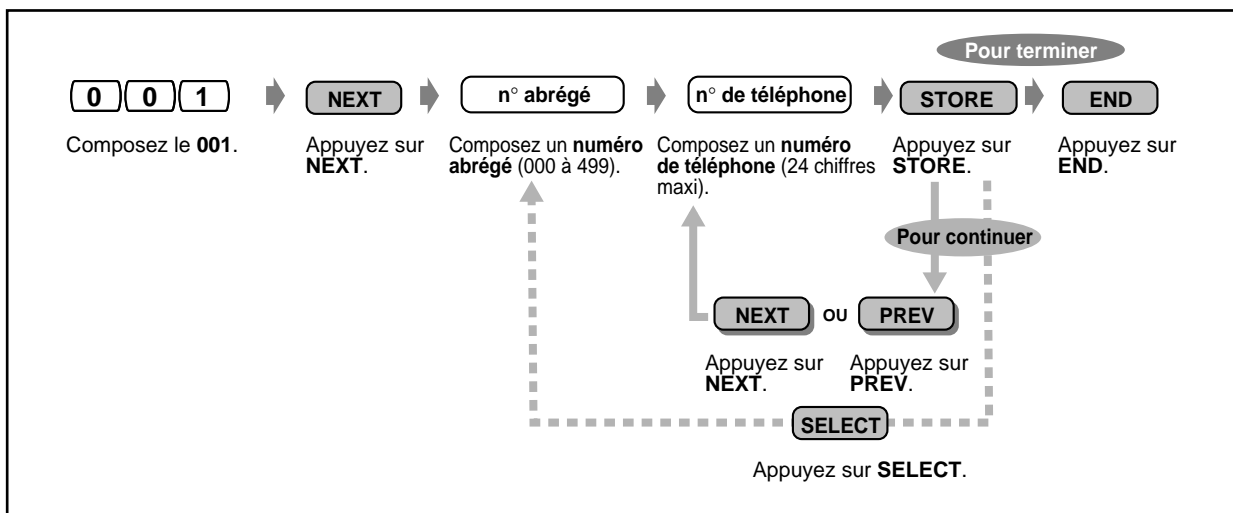 Pour terminer
0 0 1 NEXT n° abrégé n° de téléphone STORE END
Composez le 001.
Appuyez sur
NEXT.
Composez un numéro
abrégé (000 à 499).
Composez un numéro
de téléphone (24 chiffres
maxi).
Appuyez sur
STORE.
Appuyez sur
END.
Pour continuer
NEXT OU PREV
Appuyez sur
NEXT.
Appuyez sur
PREV.
SELECT
Appuyez sur SELECT.